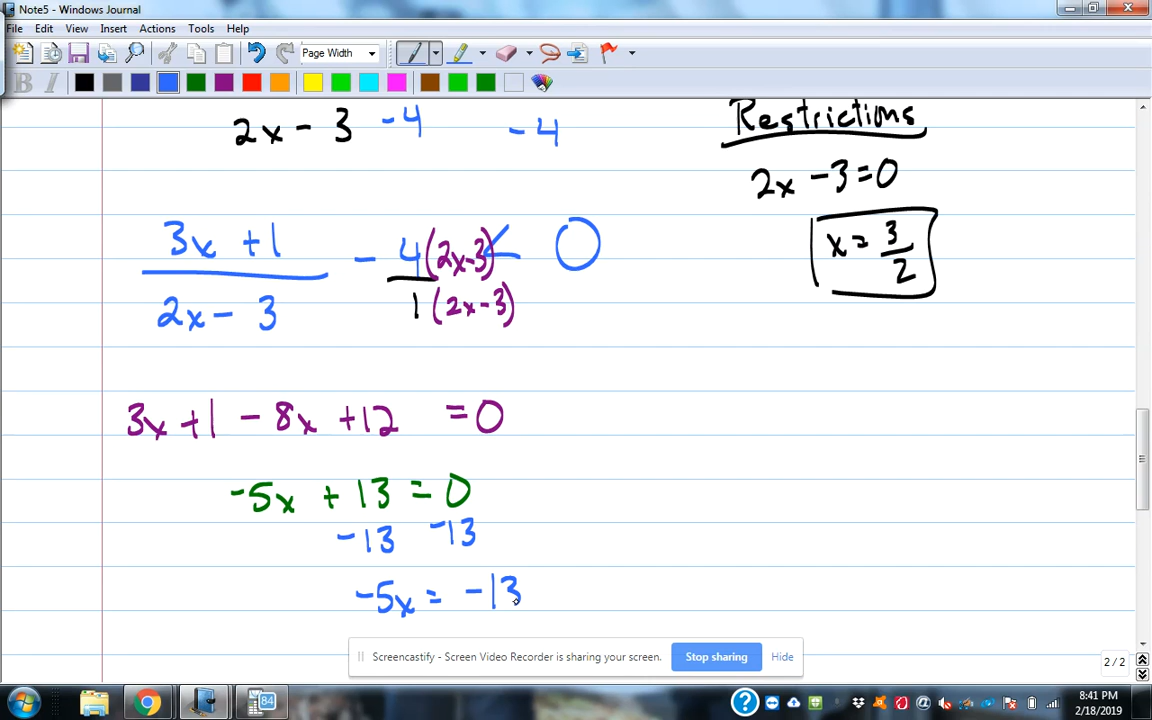 Note5 - Windows Journal
File Edit View Insert Actions Tools Help
Page Width
B I
2x - 3 -4 -4
Restrictions
2x - 3 = 0
x = 3/2
3x + 1 - 4(2x-3) < 0
2x - 3 1(2x-3)
3x + 1 - 8x + 12 = 0
-5x + 13 = 0
-13 -13
-5x = -13
Screencastify - Screen Video Recorder is sharing your screen. Stop sharing Hide
2/2
84
8:41 PM
2/18/2019